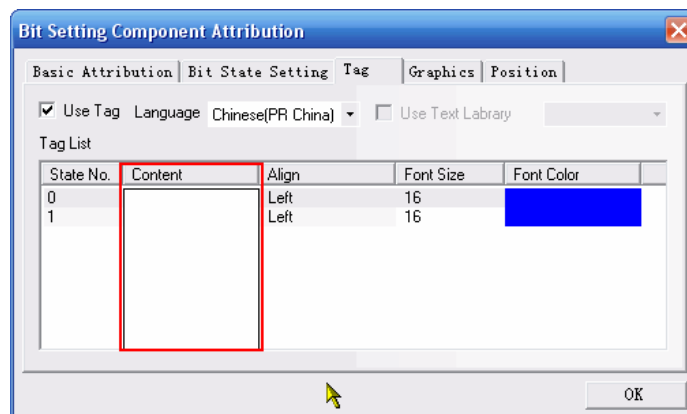 Bit Setting Component Attribution
Basic Attribution Bit State Setting Tag Graphics Position
Use Tag Language Chinese(PR China) Use Text Labrary
Tag List
State No. Content Align Font Size Font Color
0 Left 16
1 Left 16
OK